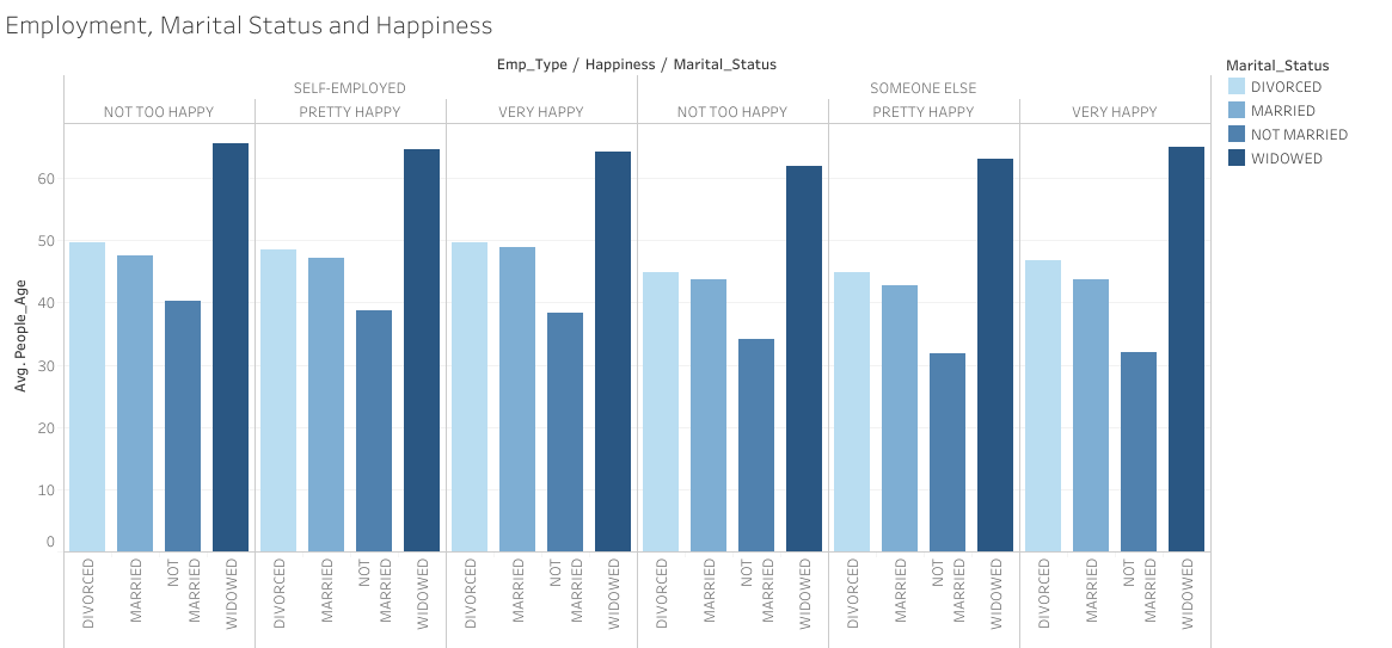 Employment, Marital Status and Happiness
Emp_Type / Happiness / Marital_Status
SELF-EMPLOYED
SOMEONE ELSE
NOT TOO HAPPY
PRETTY HAPPY
VERY HAPPY
NOT TOO HAPPY
PRETTY HAPPY
VERY HAPPY
Marital_Status
DIVORCED
MARRIED
NOT MARRIED
WIDOWED
Avg. People_Age
60
50
40
30
20
10
0
DIVORCED
MARRIED
NOT
MARRIED
WIDOWED
DIVORCED
MARRIED
NOT
MARRIED
WIDOWED
DIVORCED
MARRIED
NOT
MARRIED
WIDOWED
DIVORCED
MARRIED
NOT
MARRIED
WIDOWED
DIVORCED
MARRIED
NOT
MARRIED
WIDOWED
DIVORCED
MARRIED
NOT
MARRIED
WIDOWED